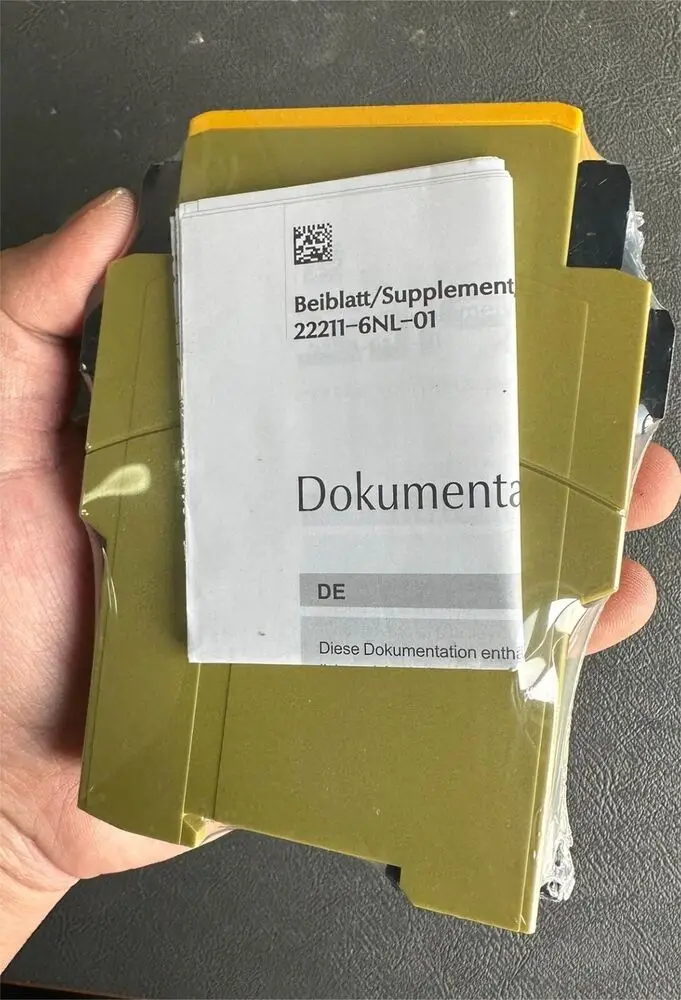 Beiblatt/Supplement
22211-6NL-01
Dokumenta
DE
Diese Dokumentation entha